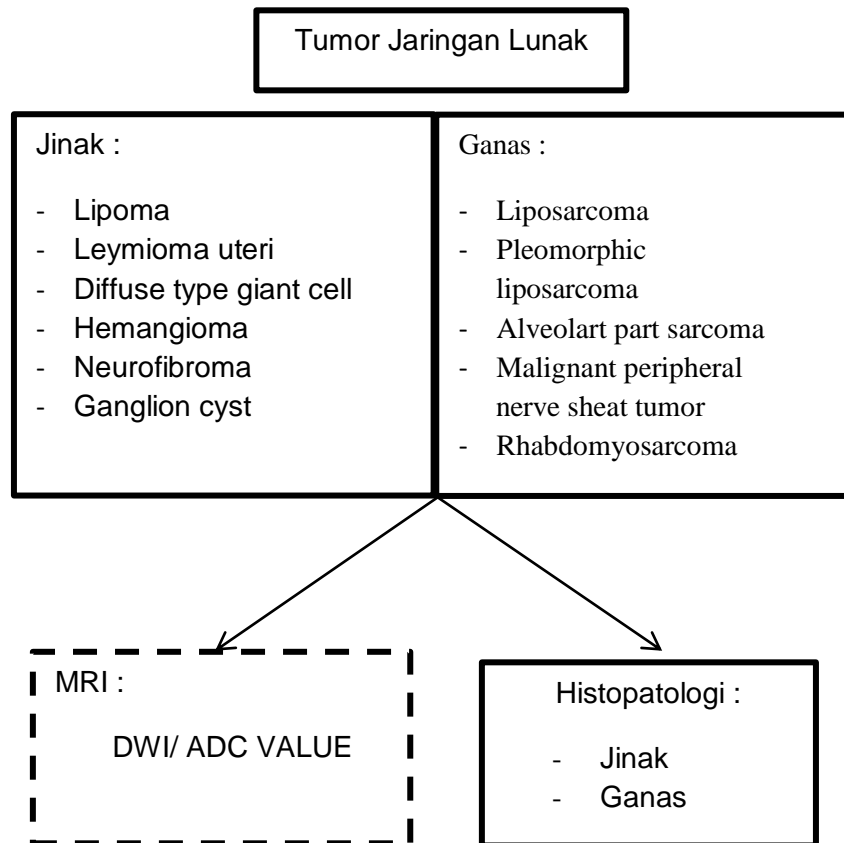 Tumor Jaringan Lunak
Jinak :
- Lipoma
- Leymioma uteri
- Diffuse type giant cell
- Hemangioma
- Neurofibroma
- Ganglion cyst
Ganas :
- Liposarcoma
- Pleomorphic
liposarcoma
- Alveolart part sarcoma
- Malignant peripheral
nerve sheat tumor
- Rhabdomyosarcoma
MRI :
DWI/ ADC VALUE
Histopatologi :
- Jinak
- Ganas